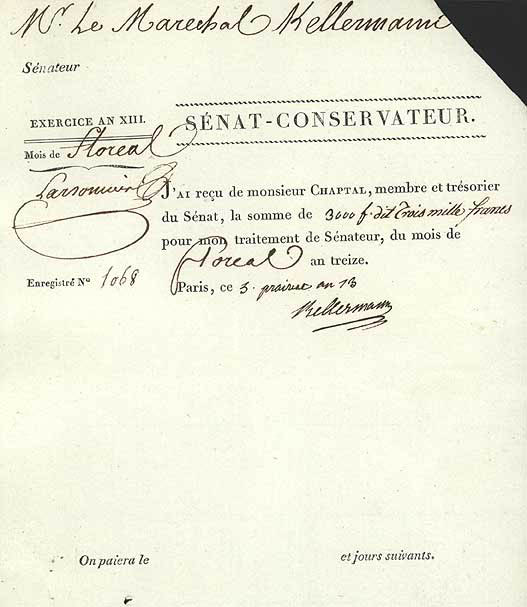 Mr. Le Marechal Kellermann
Sénateur
EXERCICE AN XIII.
SÉNAT-CONSERVATEUR.
Mois de Floreal
J'AI reçu de monsieur CHAPTAL, membre et trésorier
du Sénat, la somme de 3000 f. dit Trois mille francs
pour mon traitement de Sénateur, du mois de
Floreal an treize.
Enregistré No 1068
Paris, ce 3. prairial an 13
Kellermann
On paiera le et jours suivants.